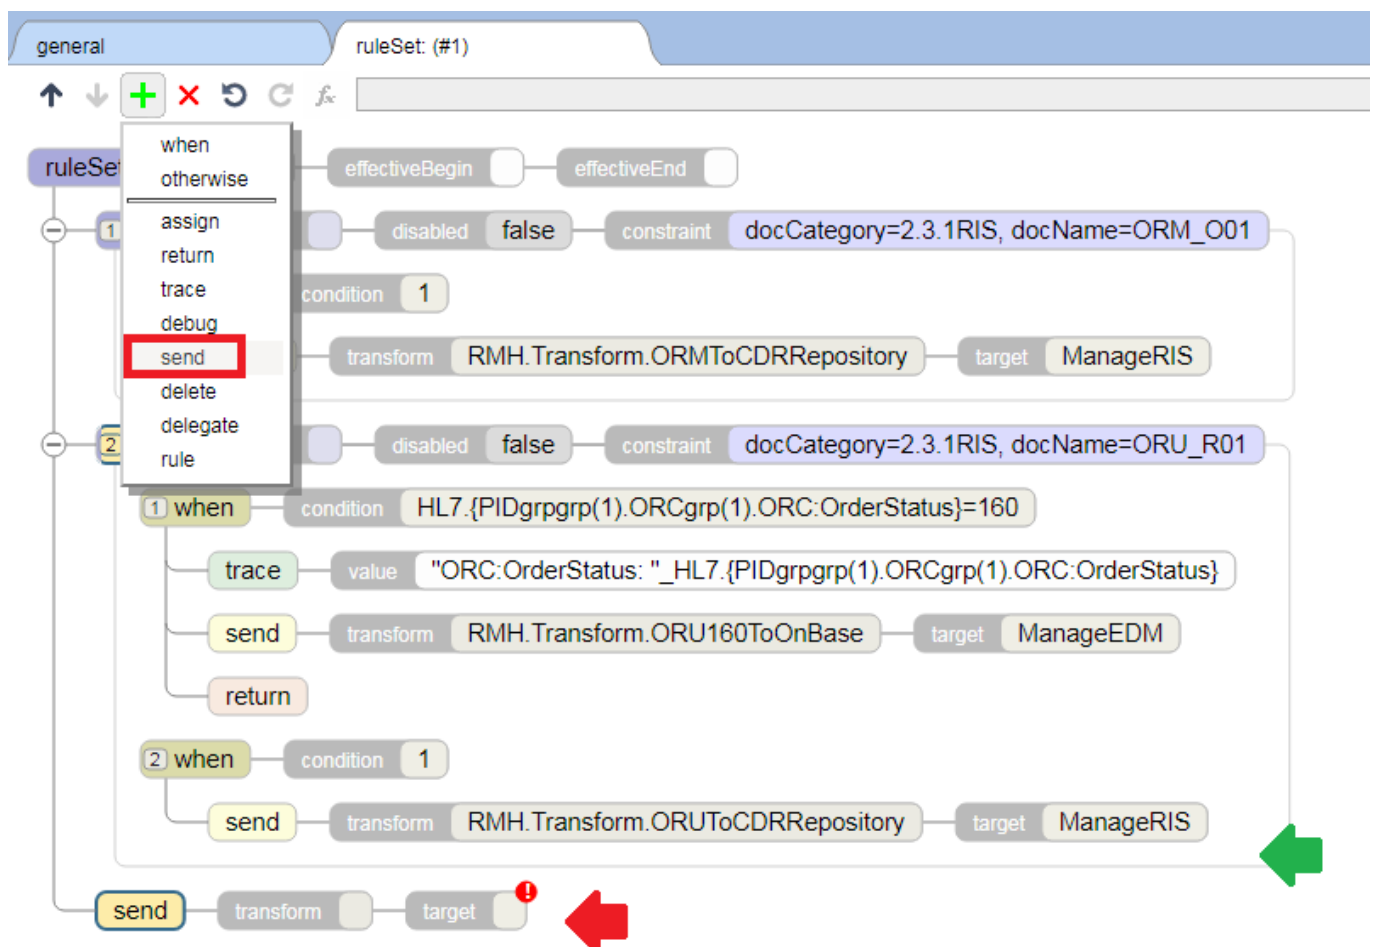 general ruleSet: (#1)
fx
when
ruleSet effectiveBegin effectiveEnd
otherwise
assign
1 disabled false constraint docCategory=2.3.1RIS, docName=ORM_O01
return
trace condition 1
debug
send transform RMH.Transform.ORMToCDRRepository target ManageRIS
delete
delegate
2 disabled false constraint docCategory=2.3.1RIS, docName=ORU_R01
rule
1 when condition HL7.{PIDgrpgrp(1).ORCgrp(1).ORC:OrderStatus}=160
trace value "ORC:OrderStatus: "_HL7.{PIDgrpgrp(1).ORCgrp(1).ORC:OrderStatus}
send transform RMH.Transform.ORU160ToOnBase target ManageEDM
return
2 when condition 1
send transform RMH.Transform.ORUToCDRRepository target ManageRIS
send transform target !